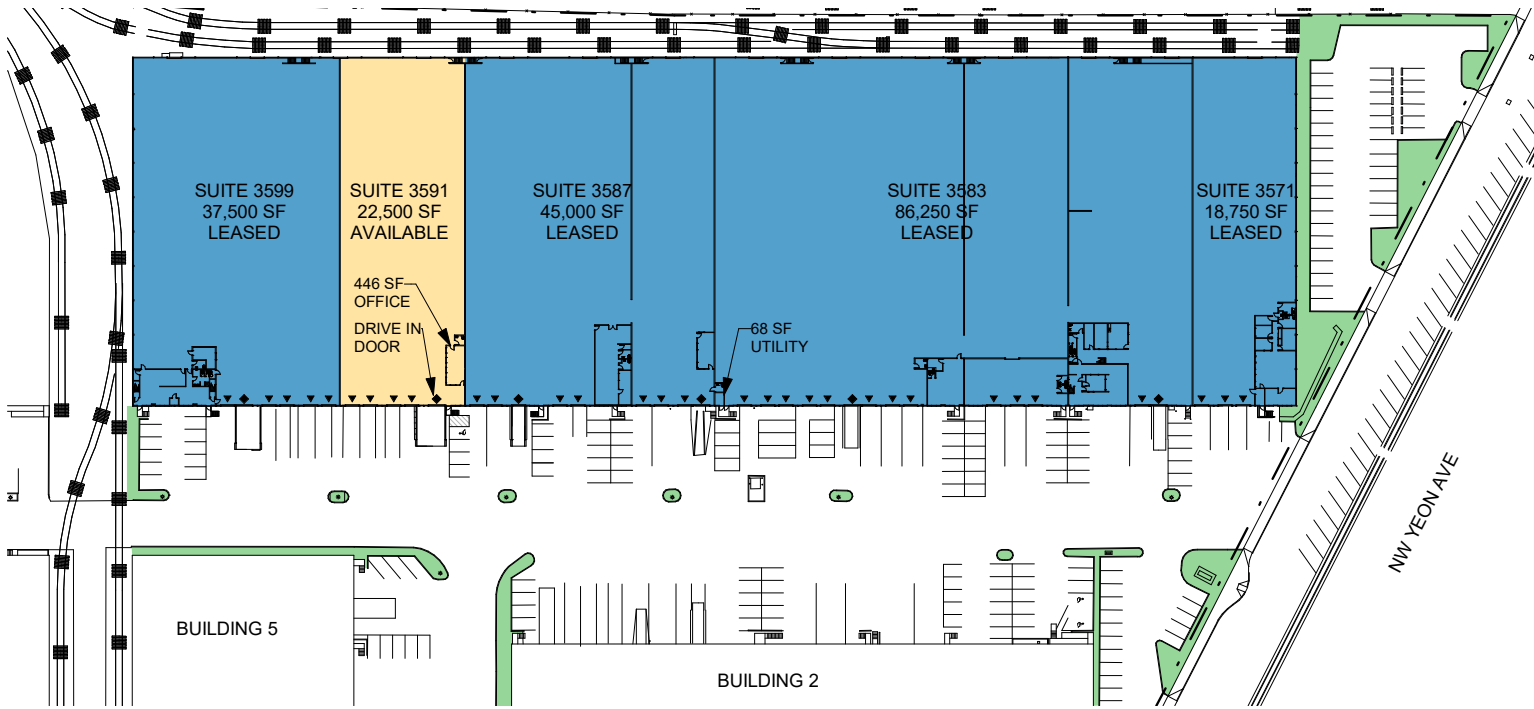 SUITE 3599
37,500 SF
LEASED
SUITE 3591
22,500 SF
AVAILABLE
SUITE 3587
45,000 SF
LEASED
SUITE 3583
86,250 SF
LEASED
SUITE 3571
18,750 SF
LEASED
446 SF
OFFICE
DRIVE IN
DOOR
68 SF
UTILITY
NW YEON AVE
BUILDING 5
BUILDING 2